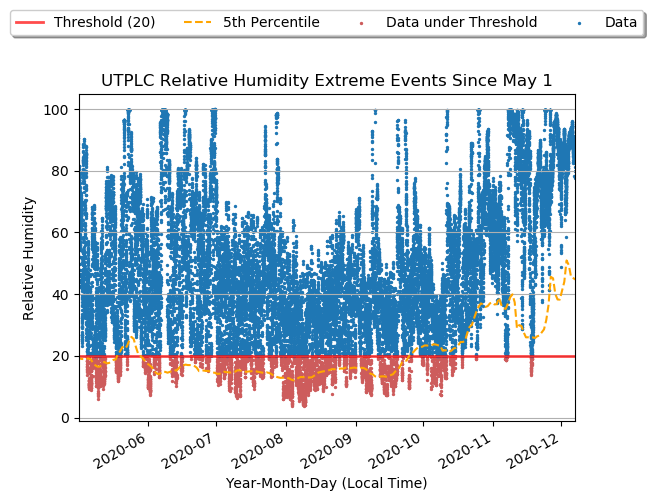 Threshold (20) 5th Percentile Data under Threshold Data
UTPLC Relative Humidity Extreme Events Since May 1
100
80
60
40
20
0
Relative Humidity
2020-06 2020-07 2020-08 2020-09 2020-10 2020-11 2020-12
Year-Month-Day (Local Time)